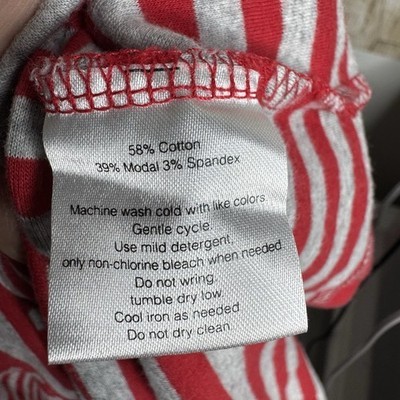 58% Cotton
39% Modal 3% Spandex
Machine wash cold with like colors
Gentle cycle.
Use mild detergent,
only non-chlorine bleach when needed
Do not wring.
tumble dry low.
Cool iron as needed
Do not dry clean